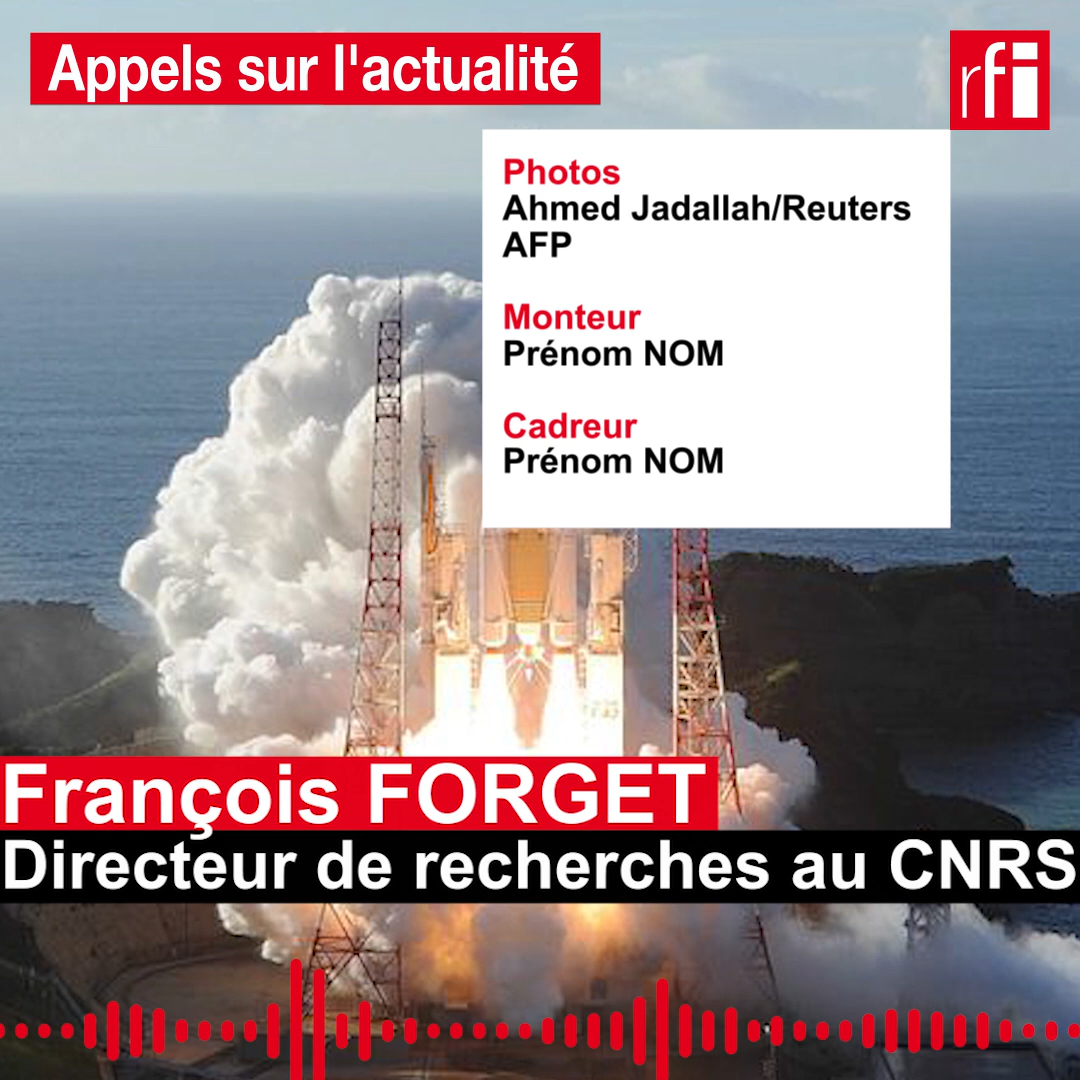 Appels sur l'actualité
rfi
Photos
Ahmed Jadallah/Reuters
AFP
Monteur
Prénom NOM
Cadreur
Prénom NOM
François FORGET
Directeur de recherches au CNRS